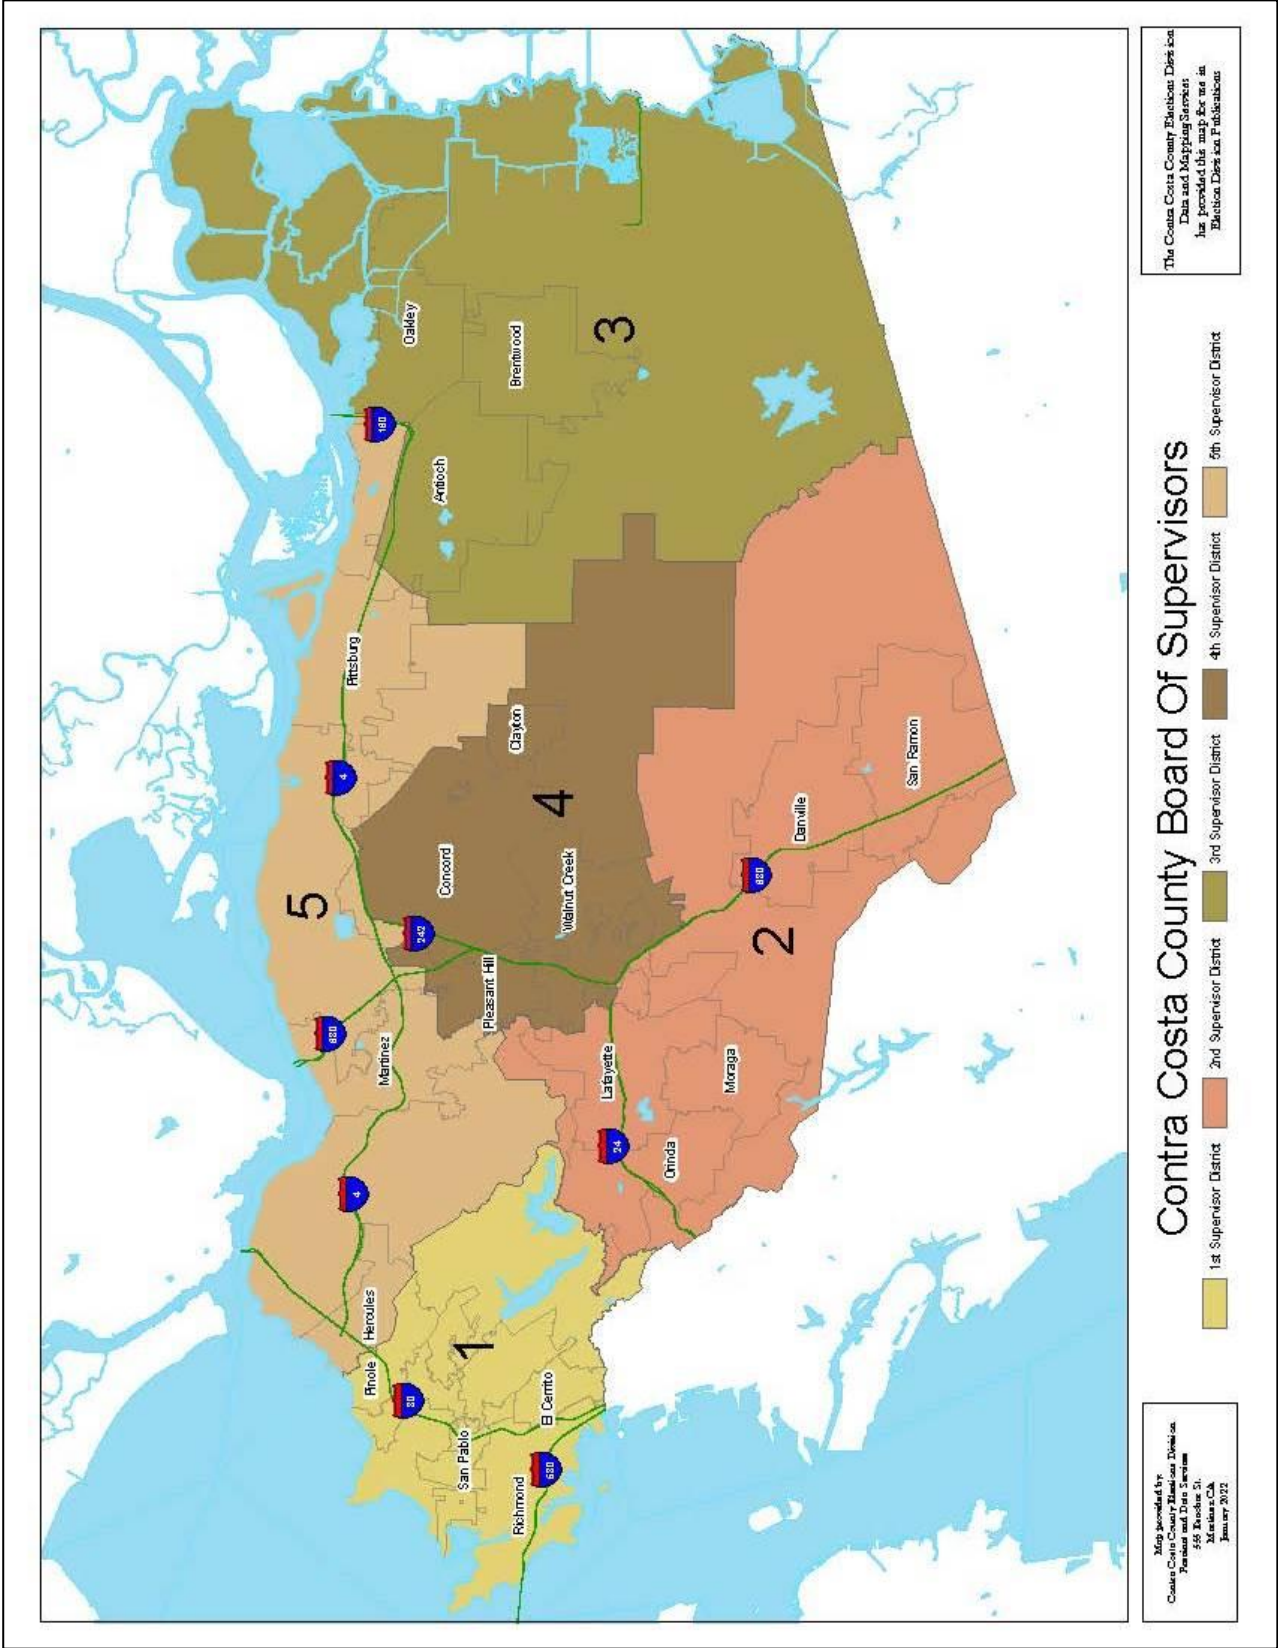 The Contra Costa County Elections Division
Data and Mapping Services
has provided this map for use in
Election Division Publications
Oakley
Brentwood
3
160
Antioch
Pittsburg
4
Clayton
5
Concord
4
Walnut Creek
242
Pleasant Hill
680
Martinez
San Ramon
Danville
680
2
Lafayette
Moraga
24
Orinda
4
Hercules
Pinole
1
80
El Cerrito
San Pablo
Richmond
580
Contra Costa County Board Of Supervisors
1st Supervisor District
2nd Supervisor District
3rd Supervisor District
4th Supervisor District
5th Supervisor District
Map provided by:
Contra Costa County Elections Division
Precinct and Data Services
555 Escobar St.
Martinez CA
January 2022